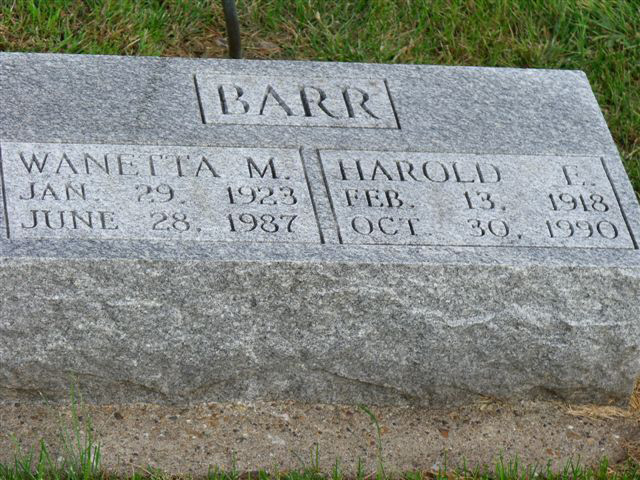 BARR
WANETTA M.
JAN 29. 1923
JUNE 28, 1987
HAROLD E.
FEB. 13, 1918
OCT. 30, 1990